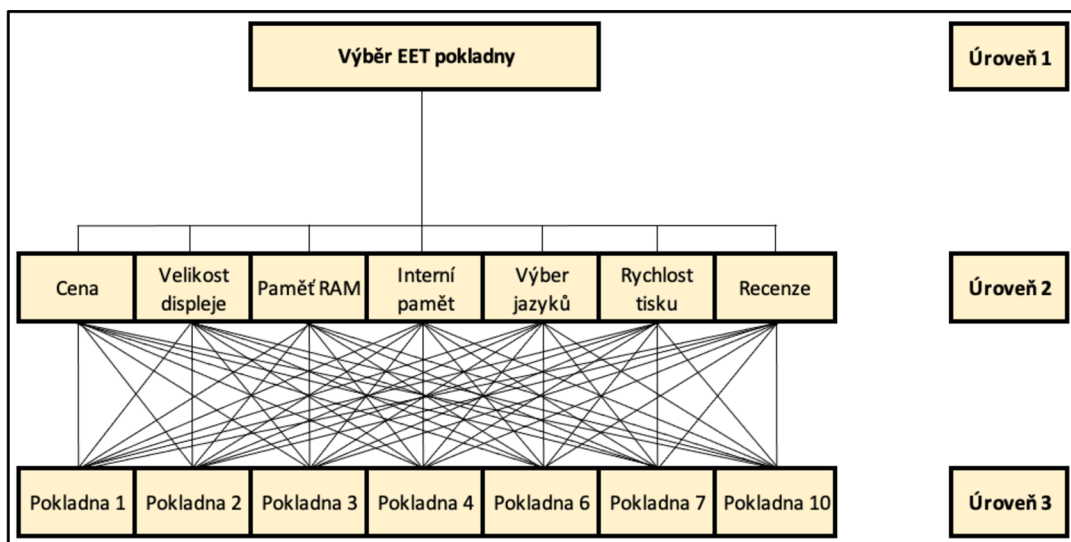 Výběr EET pokladny
Úroveň 1
Cena
Velikost
displeje
Paměť RAM
Interní
pamět
Výber
jazyků
Rychlost
tisku
Recenze
Úroveň 2
Pokladna 1
Pokladna 2
Pokladna 3
Pokladna 4
Pokladna 6
Pokladna 7
Pokladna 10
Úroveň 3